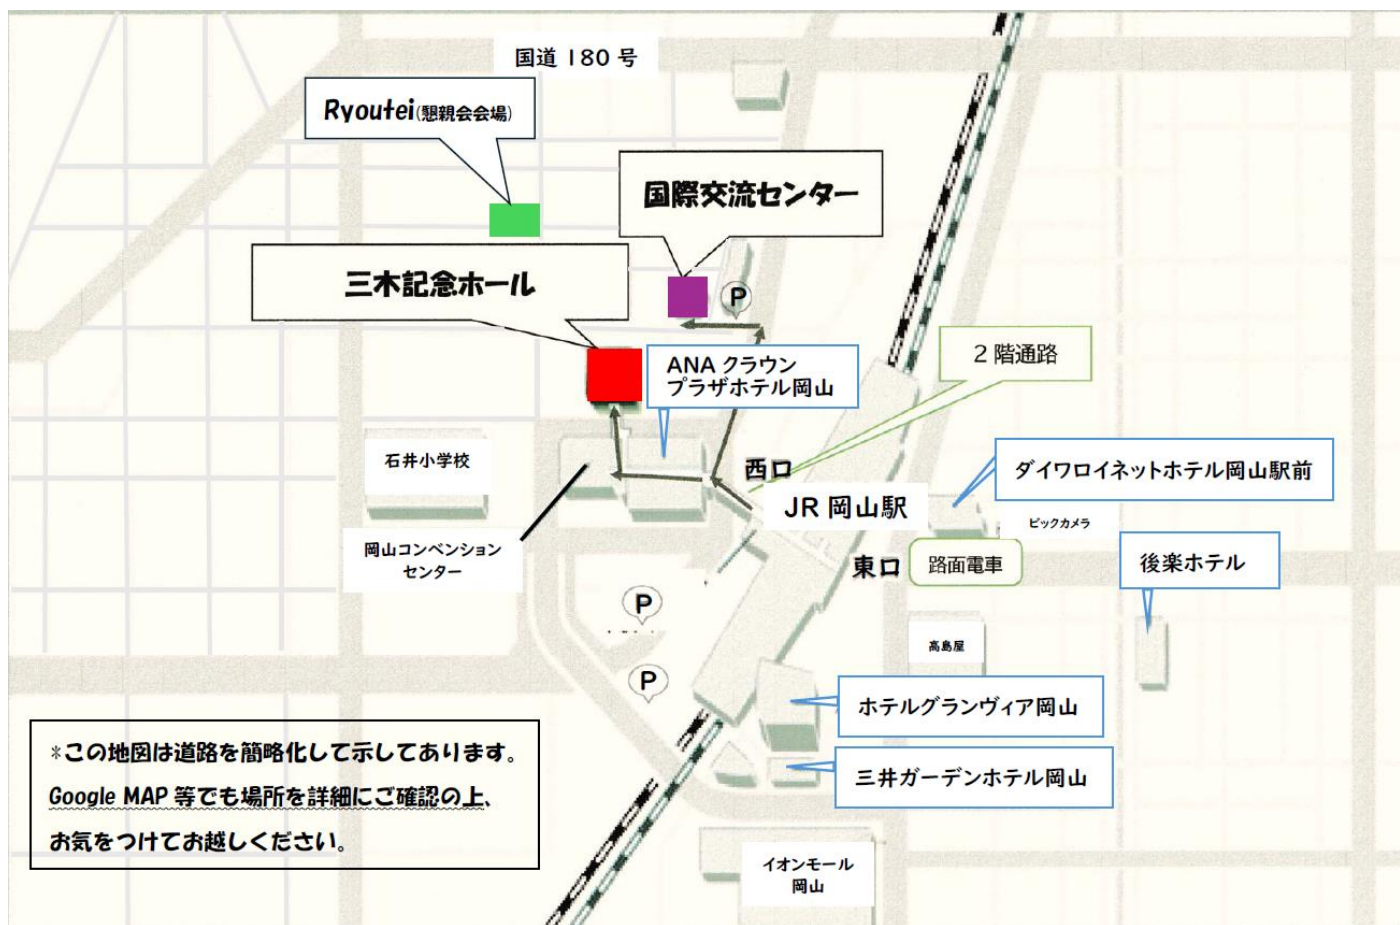 国道 180 号
Ryoutei(懇親会会場)
国際交流センター
三木記念ホール
P
ANA クラウン
プラザホテル岡山
2 階通路
石井小学校
西口
ダイワロイネットホテル岡山駅前
JR 岡山駅
ビックカメラ
岡山コンベンション
センター
東口
路面電車
後楽ホテル
P
高島屋
P
ホテルグランヴィア岡山
三井ガーデンホテル岡山
*この地図は道路を簡略化して示してあります。
Google MAP 等でも場所を詳細にご確認の上、
お気をつけてお越しください。
イオンモール
岡山